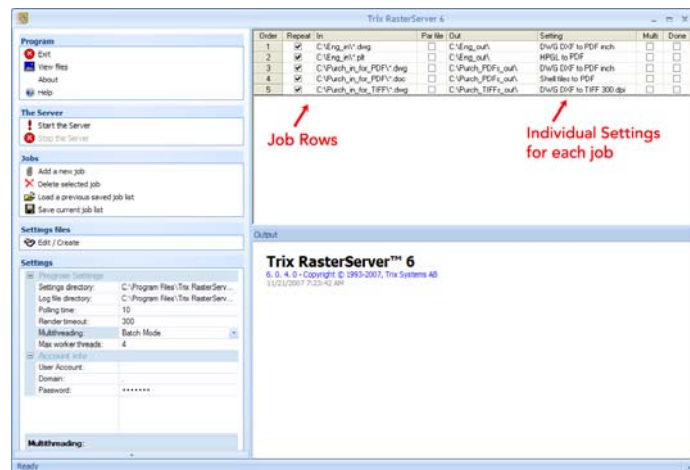 Trix RasterServer 6
Program
Exit
View files
About
Help
The Server
Start the Server
Stop the Server
Jobs
Add a new job
Delete selected job
Load a previous saved job list
Save current job list
Settings files
Edit / Create
Settings
Program Settings
Settings directory: C:\Program Files\Trix RasterServ...
Log file directory: C:\Program Files\Trix RasterServ...
Polling time: 10
Render timeout: 300
Multithreading: Batch Mode
Max worker threads: 4
Account info
User Account:
Domain: .
Password: •••••••
Multithreading:
Ready
Order Repeat In Par file Out Setting Multi Done
1 C:\Eng_in\*.dwg C:\Eng_out\ DWG DXF to PDF inch
2 C:\Eng_in\*.plt C:\Eng_out\ HPGL to PDF
3 C:\Purch_in_for_PDF\*.dwg C:\Purch_PDFs_out\ DWG DXF to PDF inch
4 C:\Purch_in_for_PDF\*.doc C:\Purch_PDFs_out\ Shell files to PDF
5 C:\Purch_in_for_TIFF\*.dwg C:\Purch_TIFFs_out\ DWG DXF to TIFF 300 dpi
Job Rows
Individual Settings
for each job
Output
Trix RasterServer™ 6
6. 0. 4. 0 - Copyright © 1993-2007, Trix Systems AB
11/21/2007 7:23:42 AM